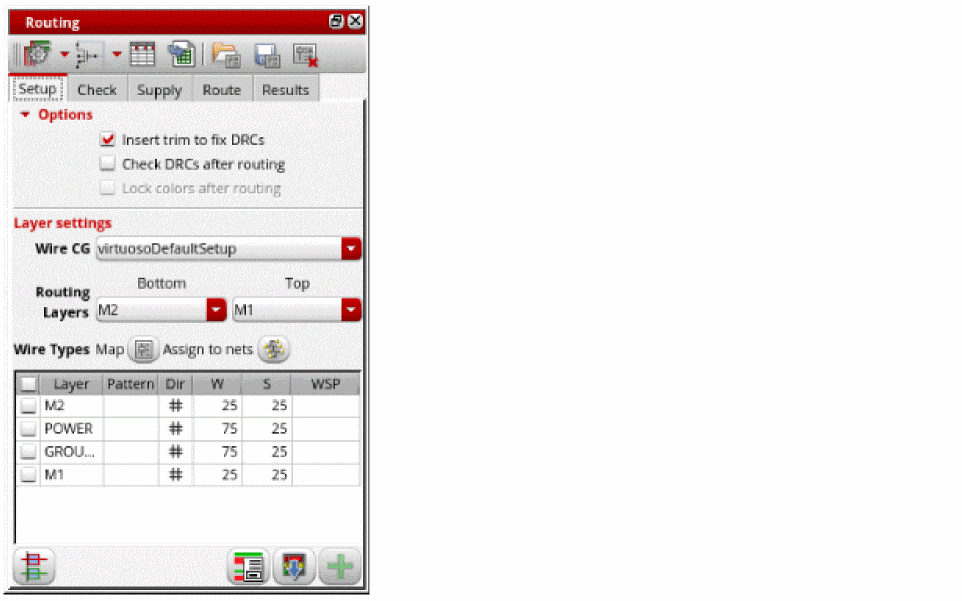 Routing
Setup Check Supply Route Results
Options
Insert trim to fix DRCs
Check DRCs after routing
Lock colors after routing
Layer settings
Wire CG virtuosoDefaultSetup
Bottom Top
Routing Layers M2 M1
Wire Types Map Assign to nets
Layer Pattern Dir W S WSP
M2 # 25 25
POWER # 75 25
GROU... # 75 25
M1 # 25 25